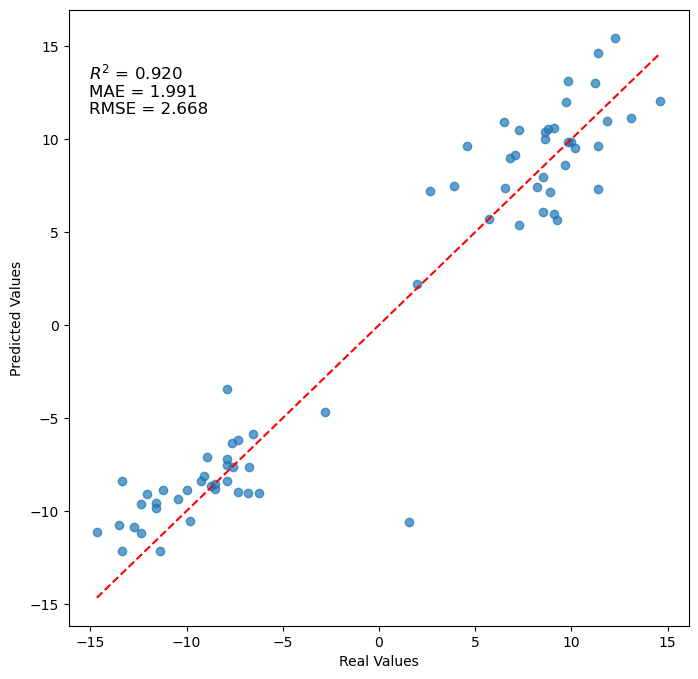 R² = 0.920
MAE = 1.991
RMSE = 2.668
15
10
5
0
−5
−10
−15
Predicted Values
−15 −10 −5 0 5 10 15
Real Values